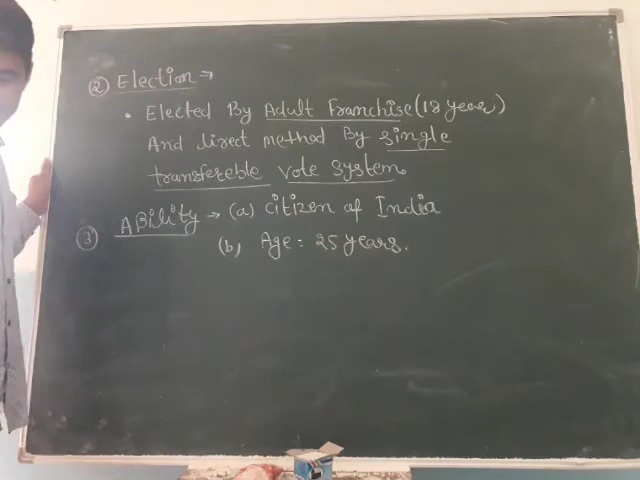 ② Election →
• Elected By Adult Franchise (18 year)
And direct method By single
transfereble vote system.
③ ABility → (a) citizen of India
(b) Age = 25 years.